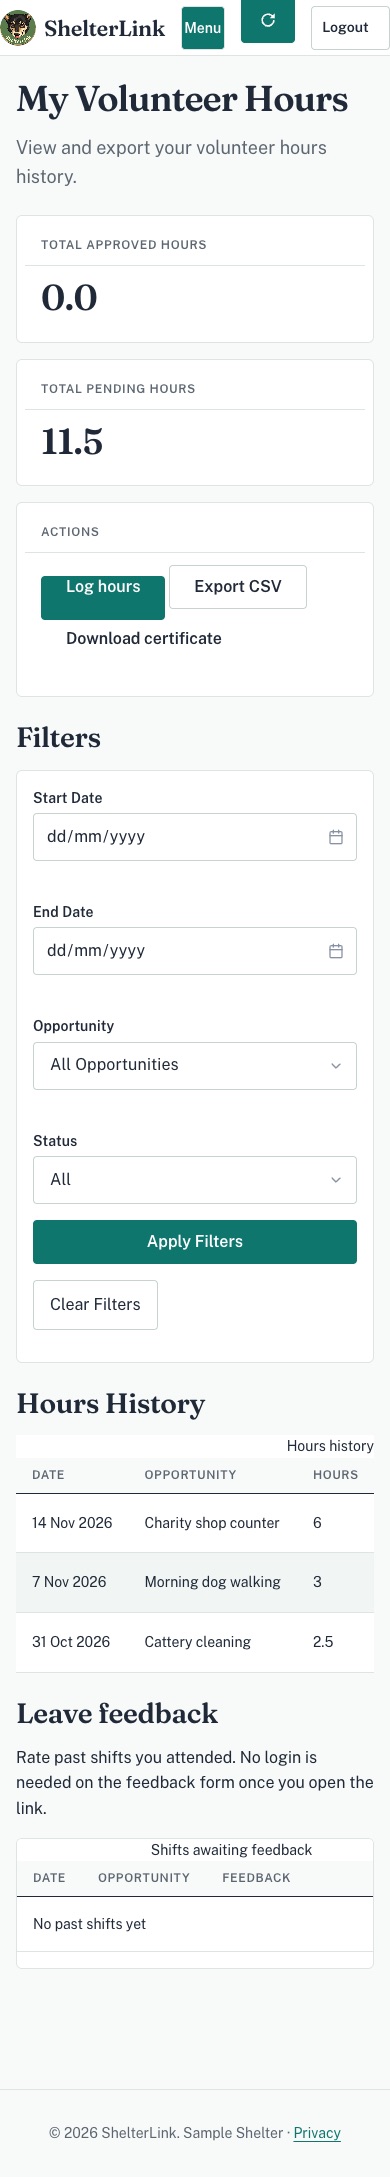 ShelterLink Menu Logout
My Volunteer Hours
View and export your volunteer hours
history.
TOTAL APPROVED HOURS
0.0
TOTAL PENDING HOURS
11.5
ACTIONS
Log hours Export CSV
Download certificate
Filters
Start Date
dd/mm/yyyy
End Date
dd/mm/yyyy
Opportunity
All Opportunities
Status
All
Apply Filters
Clear Filters
Hours History
Hours history
DATE OPPORTUNITY HOURS
14 Nov 2026 Charity shop counter 6
7 Nov 2026 Morning dog walking 3
31 Oct 2026 Cattery cleaning 2.5
Leave feedback
Rate past shifts you attended. No login is
needed on the feedback form once you open the
link.
Shifts awaiting feedback
DATE OPPORTUNITY FEEDBACK
No past shifts yet
© 2026 ShelterLink. Sample Shelter · Privacy